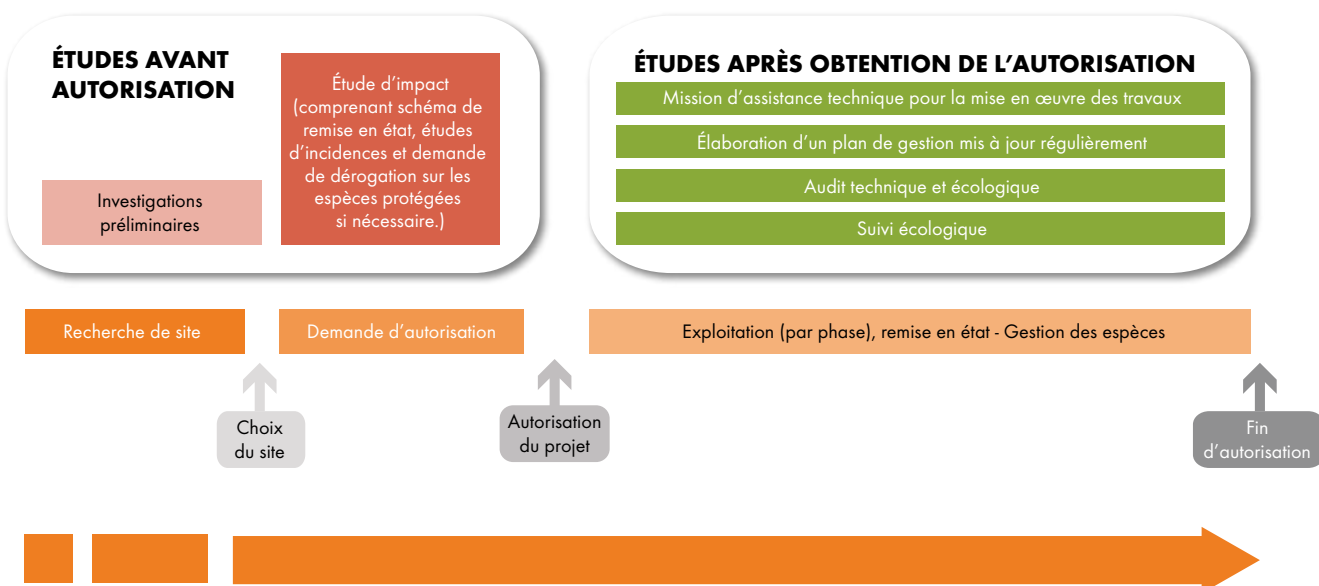 ÉTUDES AVANT
AUTORISATION
Investigations
préliminaires
Étude d’impact
(comprenant schéma de
remise en état, études
d’incidences et demande
de dérogation sur les
espèces protégées
si nécessaire.)
ÉTUDES APRÈS OBTENTION DE L’AUTORISATION
Mission d’assistance technique pour la mise en œuvre des travaux
Élaboration d’un plan de gestion mis à jour régulièrement
Audit technique et écologique
Suivi écologique
Recherche de site
Demande d’autorisation
Exploitation (par phase), remise en état - Gestion des espèces
Choix
du site
Autorisation
du projet
Fin
d’autorisation